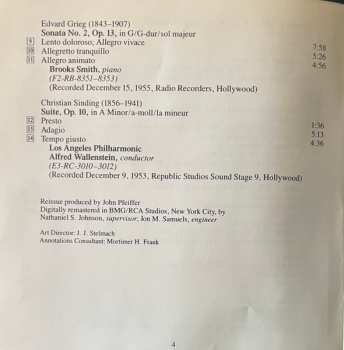 Edvard Grieg (1843–1907)
Sonata No. 2, Op. 13, in G/G-dur/sol majeur
9 Lento doloroso, Allegro vivace 7:58
10 Allegretto tranquillo 5:26
11 Allegro animato 4:56
Brooks Smith, piano
(F2-RB-8351–8353)
(Recorded December 15, 1955, Radio Recorders, Hollywood)
Christian Sinding (1856–1941)
Suite, Op. 10, in A Minor/a-moll/la mineur
12 Presto 1:36
13 Adagio 5:13
14 Tempo giusto 4:36
Los Angeles Philharmonic
Alfred Wallenstein, conductor
(E3-RC-3010–3012)
(Recorded December 9, 1953, Republic Studios Sound Stage 9, Hollywood)
Reissue produced by John Pfeiffer
Digitally remastered in BMG/RCA Studios, New York City, by
Nathaniel S. Johnson, supervisor; Jon M. Samuels, engineer
Art Director: J. J. Stelmach
Annotations Consultant: Mortimer H. Frank
4